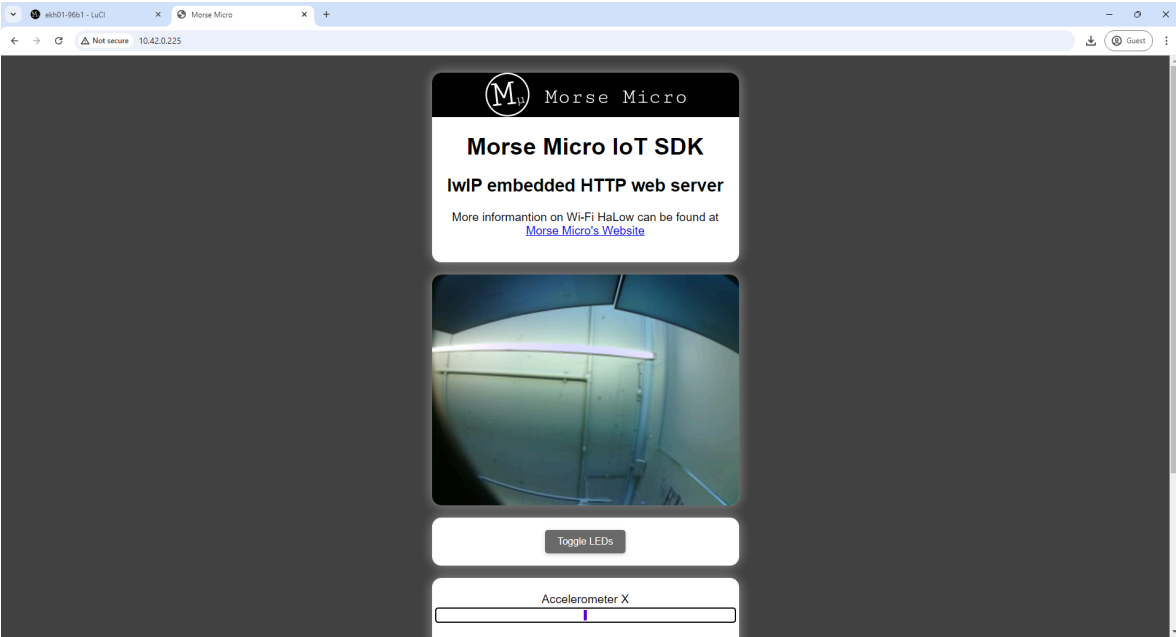 ekh01-96b1 - LuCI
Morse Micro
Not secure
10.42.0.225
Guest
Mμ Morse Micro
Morse Micro IoT SDK
lwIP embedded HTTP web server
More informantion on Wi-Fi HaLow can be found at
Morse Micro's Website
Toggle LEDs
Accelerometer X